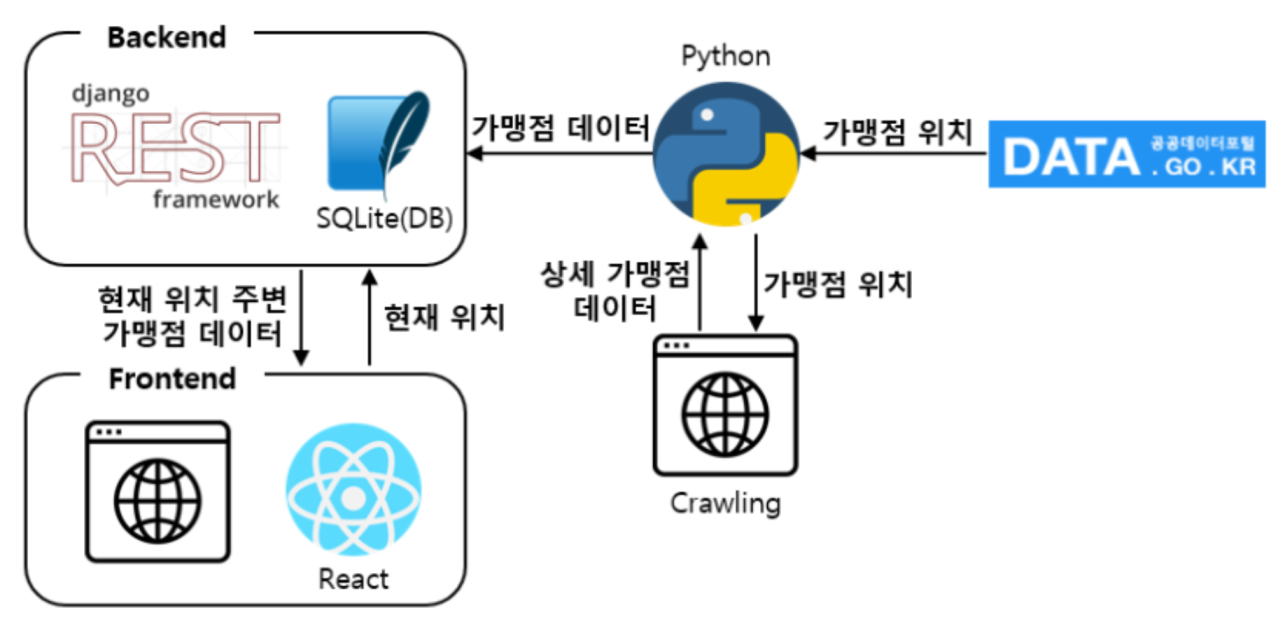 Backend
django
REST
framework
SQLite(DB)
가맹점 데이터
Python
가맹점 위치
DATA
공공데이터포털
. GO . KR
현재 위치 주변
가맹점 데이터
현재 위치
상세 가맹점
데이터
가맹점 위치
Crawling
Frontend
React